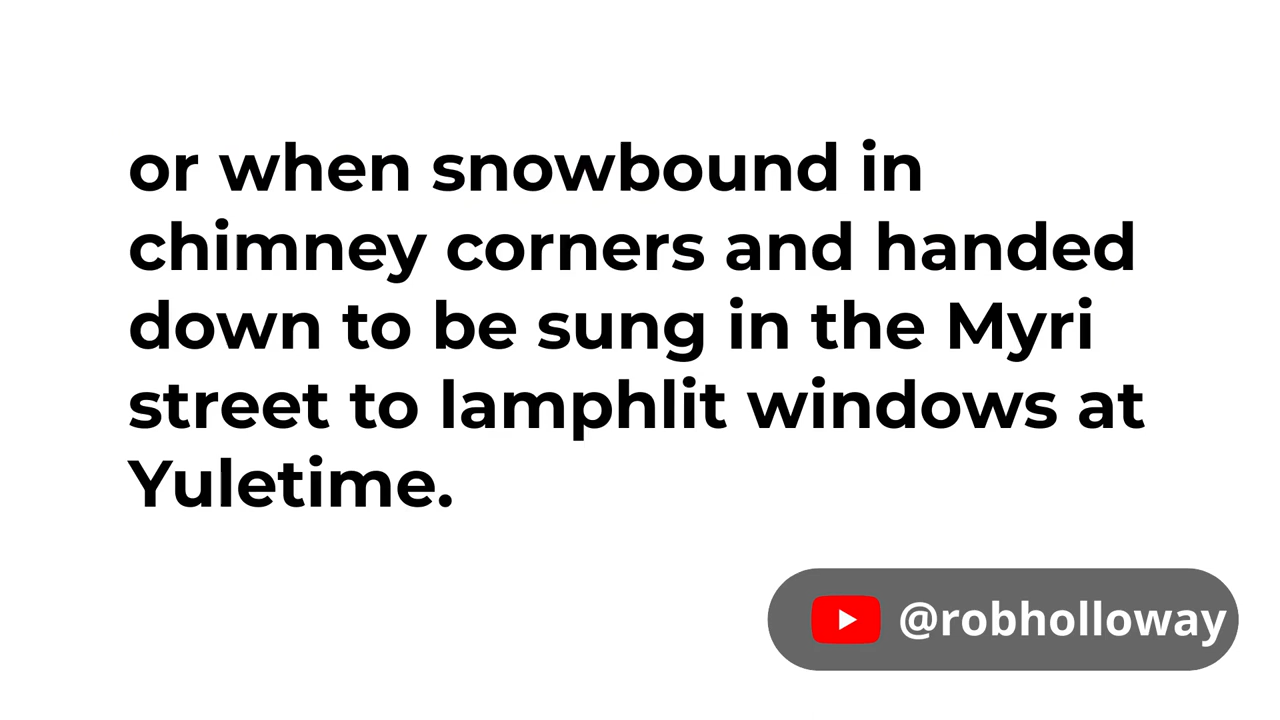 or when snowbound in
chimney corners and handed
down to be sung in the Myri
street to lamphlit windows at
Yuletime.
@robholloway